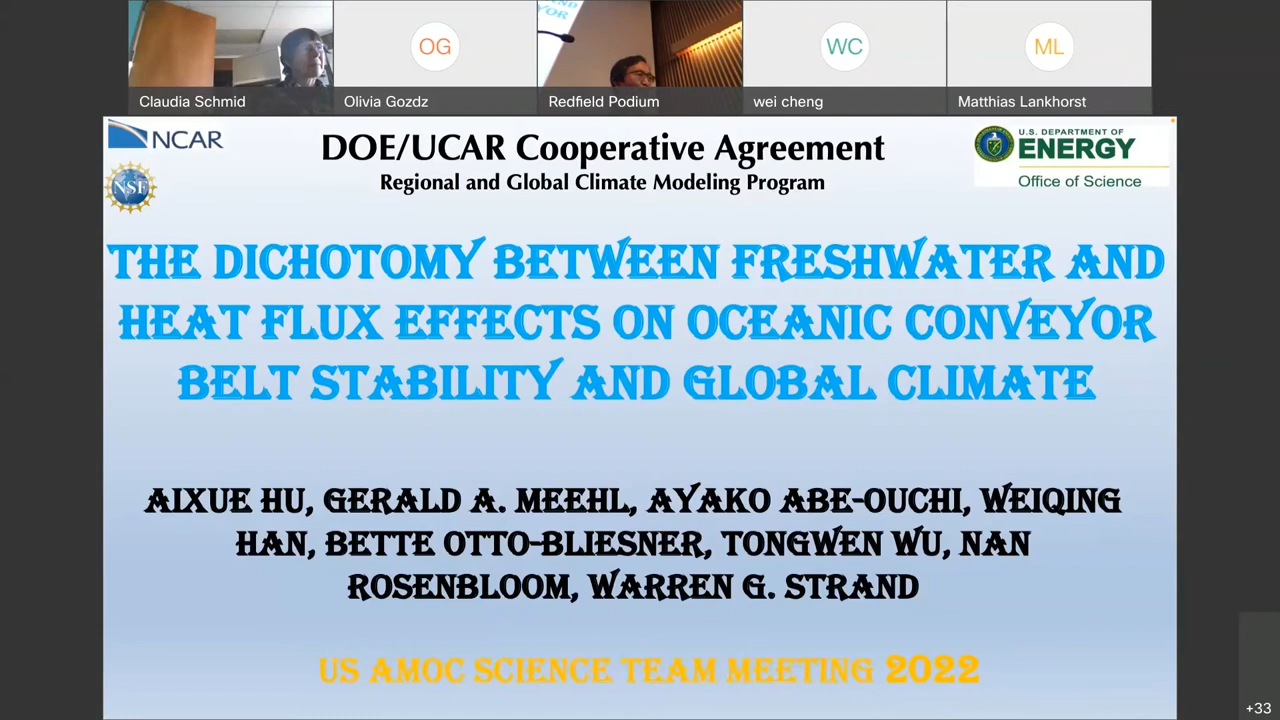 OG
WC
ML
Claudia Schmid
Olivia Gozdz
Redfield Podium
wei cheng
Matthias Lankhorst
NCAR
NSF
DOE/UCAR Cooperative Agreement
Regional and Global Climate Modeling Program
U.S. DEPARTMENT OF
ENERGY
Office of Science
THE DICHOTOMY BETWEEN FRESHWATER AND
HEAT FLUX EFFECTS ON OCEANIC CONVEYOR
BELT STABILITY AND GLOBAL CLIMATE
AIXUE HU, GERALD A. MEEHL, AYAKO ABE-OUCHI, WEIQING
HAN, BETTE OTTO-BLIESNER, TONGWEN WU, NAN
ROSENBLOOM, WARREN G. STRAND
US AMOC SCIENCE TEAM MEETING 2022
+33